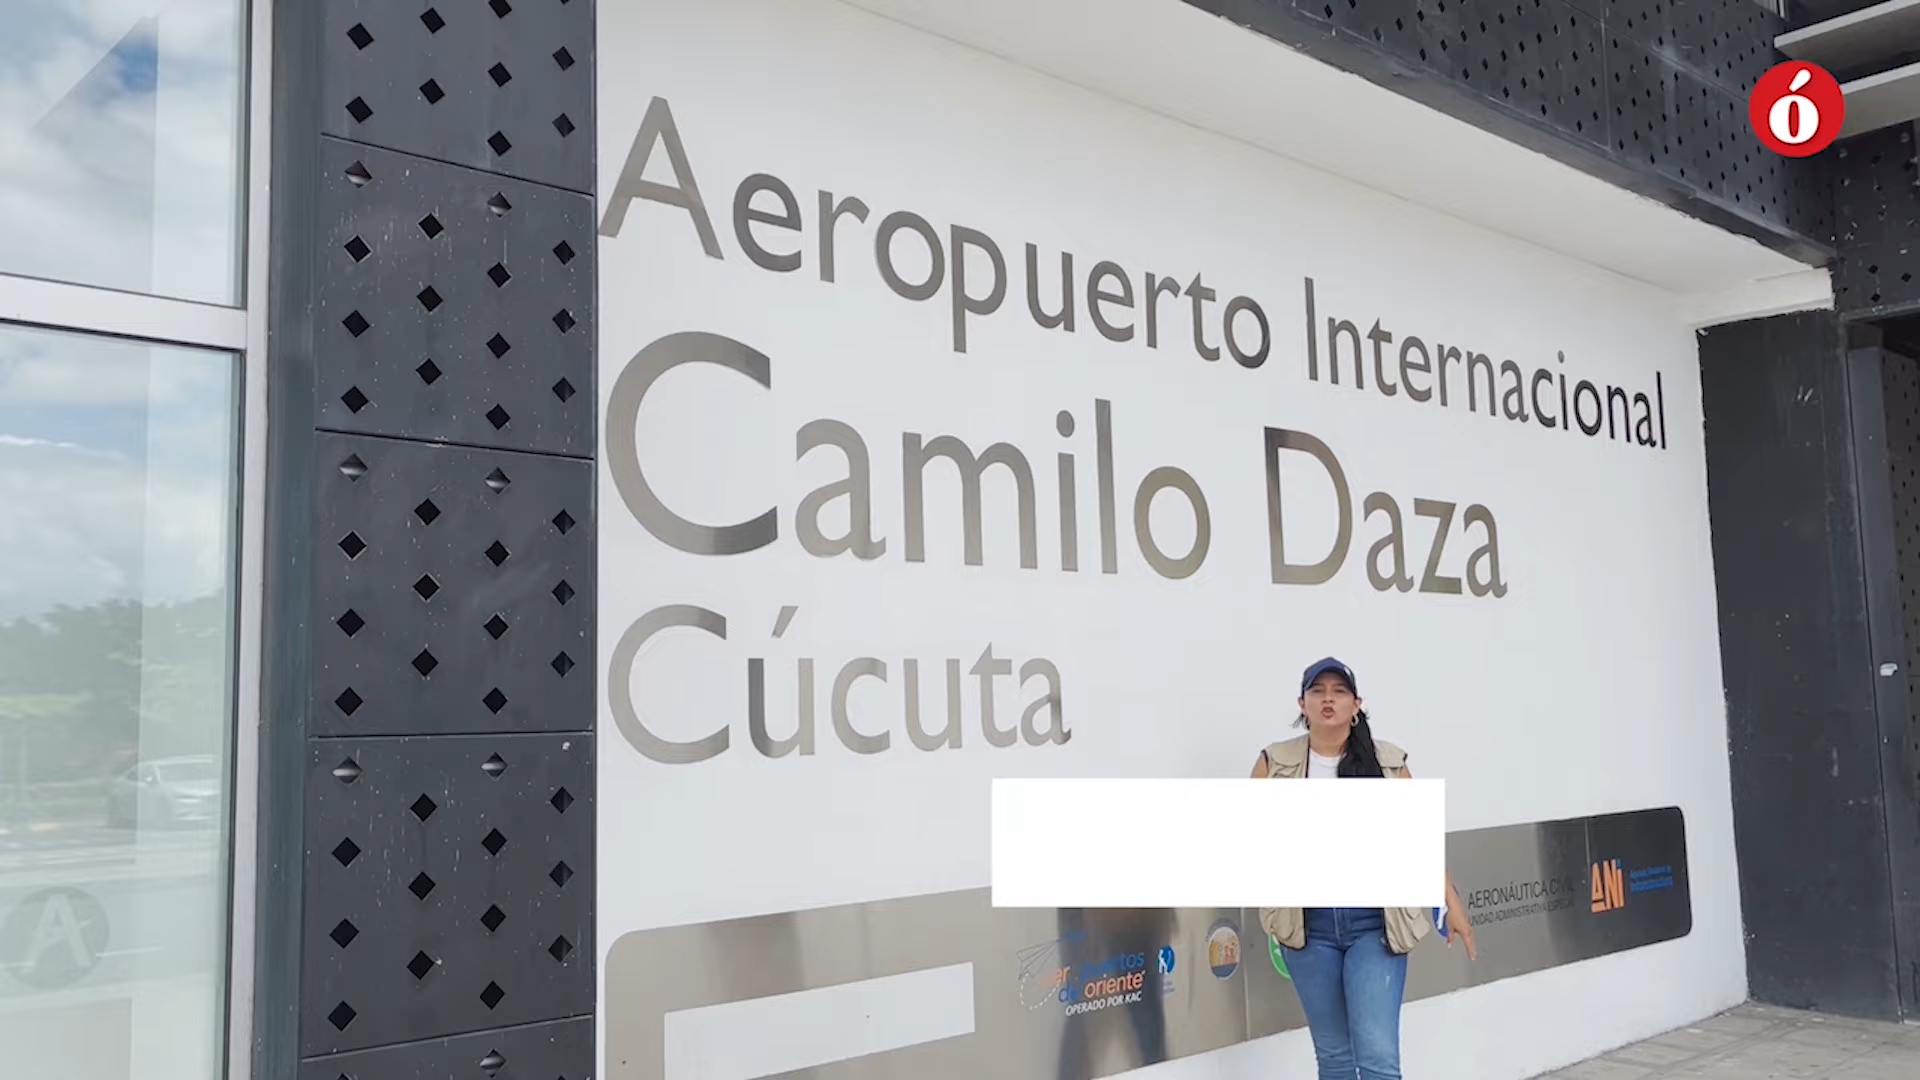 ó
Aeropuerto Internacional
Camilo Daza
Cúcuta
AERONÁUTICA CIVIL
UNIDAD ADMINISTRATIVA ESPECIAL
ANi
de oriente
OPERADO POR KAC